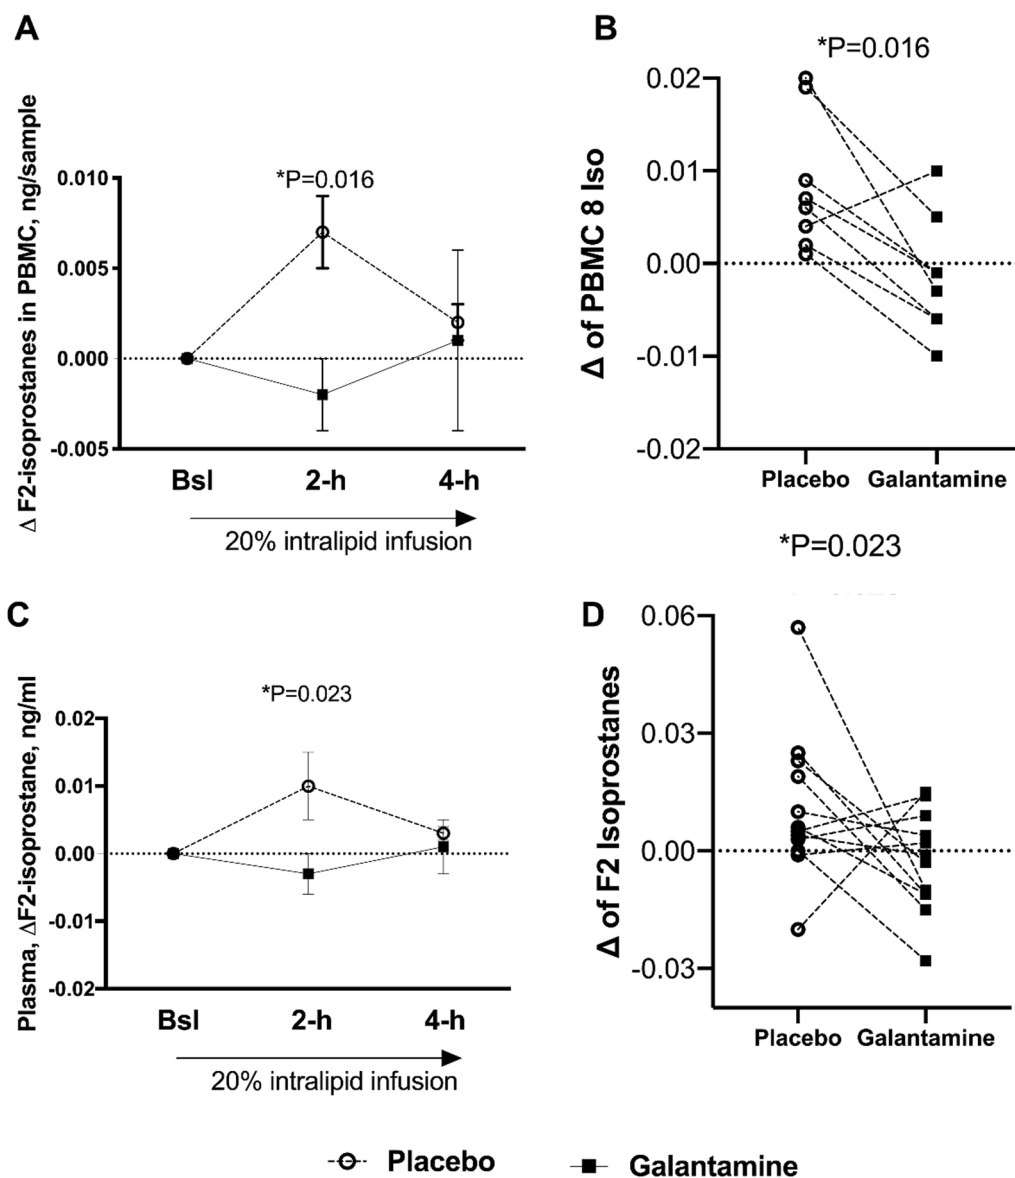 A
Δ F2-isoprostanes in PBMC, ng/sample
*P=0.016
0.010
0.005
0.000
-0.005
Bsl 2-h 4-h
20% intralipid infusion
B
*P=0.016
Δ of PBMC 8 Iso
0.02
0.01
0.00
-0.01
-0.02
Placebo Galantamine
C
Plasma, ΔF2-isoprostane, ng/ml
*P=0.023
0.02
0.01
0.00
-0.01
-0.02
Bsl 2-h 4-h
20% intralipid infusion
*P=0.023
D
Δ of F2 Isoprostanes
0.06
0.03
0.00
-0.03
Placebo Galantamine
Placebo Galantamine